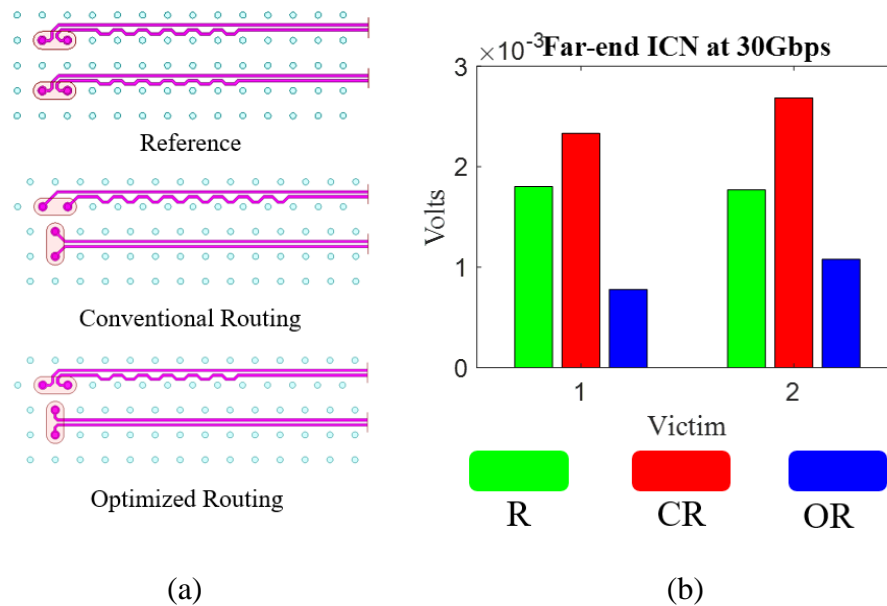 Reference
Conventional Routing
Optimized Routing
(a)
×10⁻³ Far-end ICN at 30Gbps
3
2
1
0
Volts
1 2
Victim
R CR OR
(b)